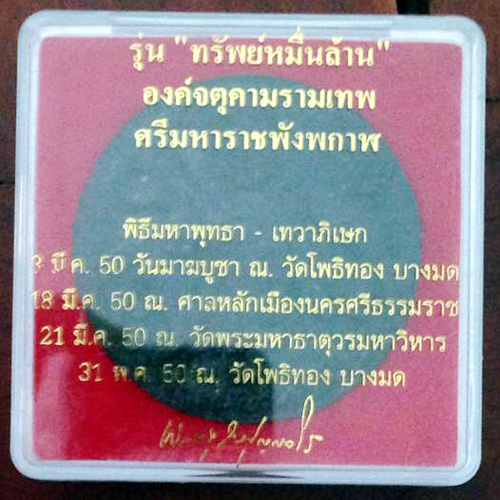 รุ่น "ทรัพย์หมื่นล้าน"
องค์จตุคามรามเทพ
ศรีมหาราชพังพกาฬ
พิธีมหาพุทธา - เทวาภิเษก
3 มี.ค. 50 วันมาฆบูชา ณ. วัดโพธิทอง บางมด
18 มี.ค. 50 ณ. ศาลหลักเมืองนครศรีธรรมราช
21 มี.ค. 50 ณ. วัดพระมหาธาตุวรมหาวิหาร
31 พ.ค. 50 ณ. วัดโพธิทอง บางมด